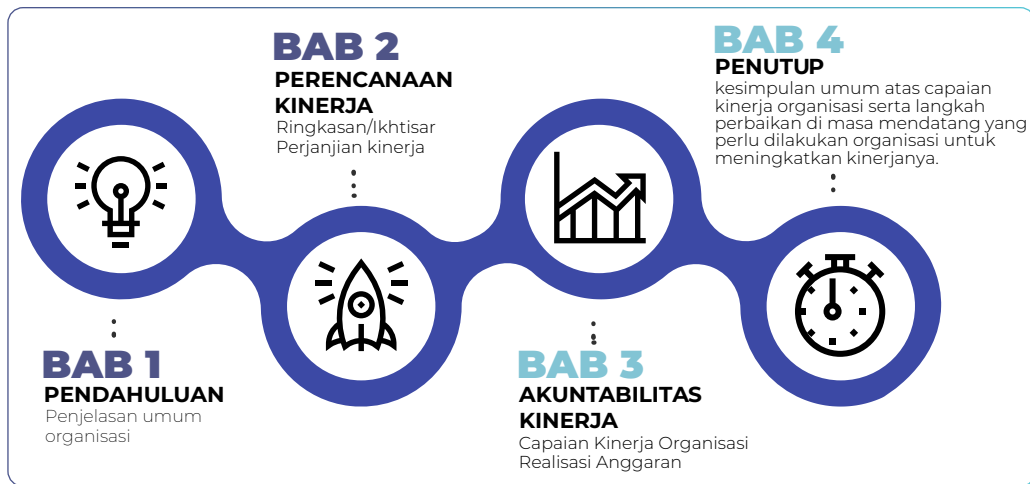 BAB 1
PENDAHULUAN
Penjelasan umum
organisasi
BAB 2
PERENCANAAN
KINERJA
Ringkasan/Ikhtisar
Perjanjian kinerja
BAB 3
AKUNTABILITAS
KINERJA
Capaian Kinerja Organisasi
Realisasi Anggaran
BAB 4
PENUTUP
kesimpulan umum atas capaian
kinerja organisasi serta langkah
perbaikan di masa mendatang yang
perlu dilakukan organisasi untuk
meningkatkan kinerjanya.